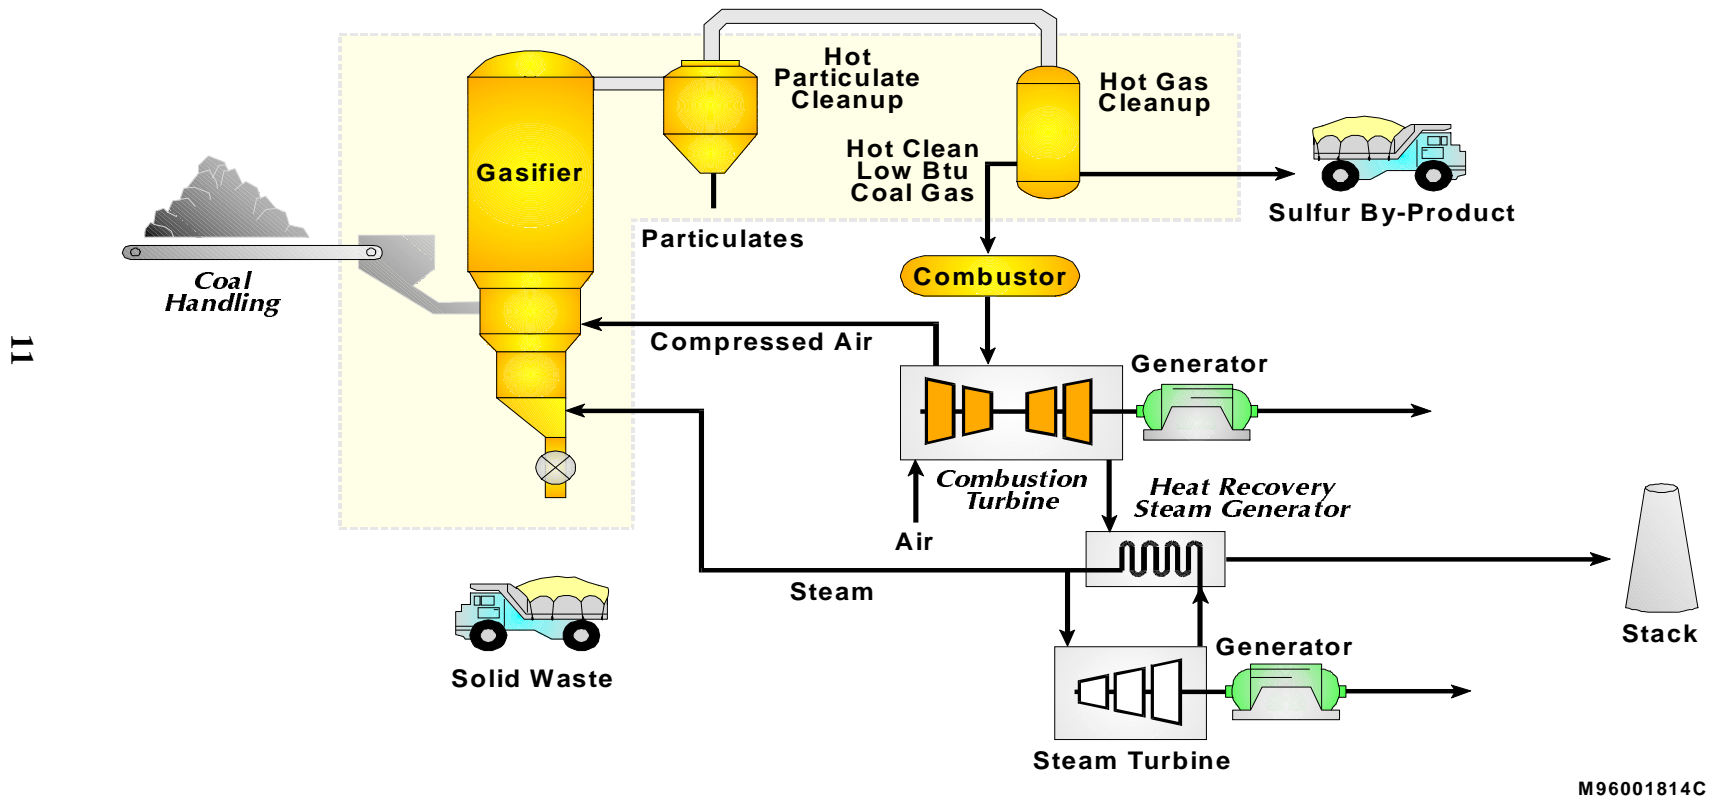 Hot
Particulate
Cleanup
Hot Gas
Cleanup
Gasifier
Hot Clean
Low Btu
Coal Gas
Sulfur By-Product
Particulates
Coal
Handling
Combustor
11
Compressed Air
Generator
Combustion
Turbine
Heat Recovery
Steam Generator
Air
Steam
Stack
Solid Waste
Generator
Steam Turbine
M96001814C